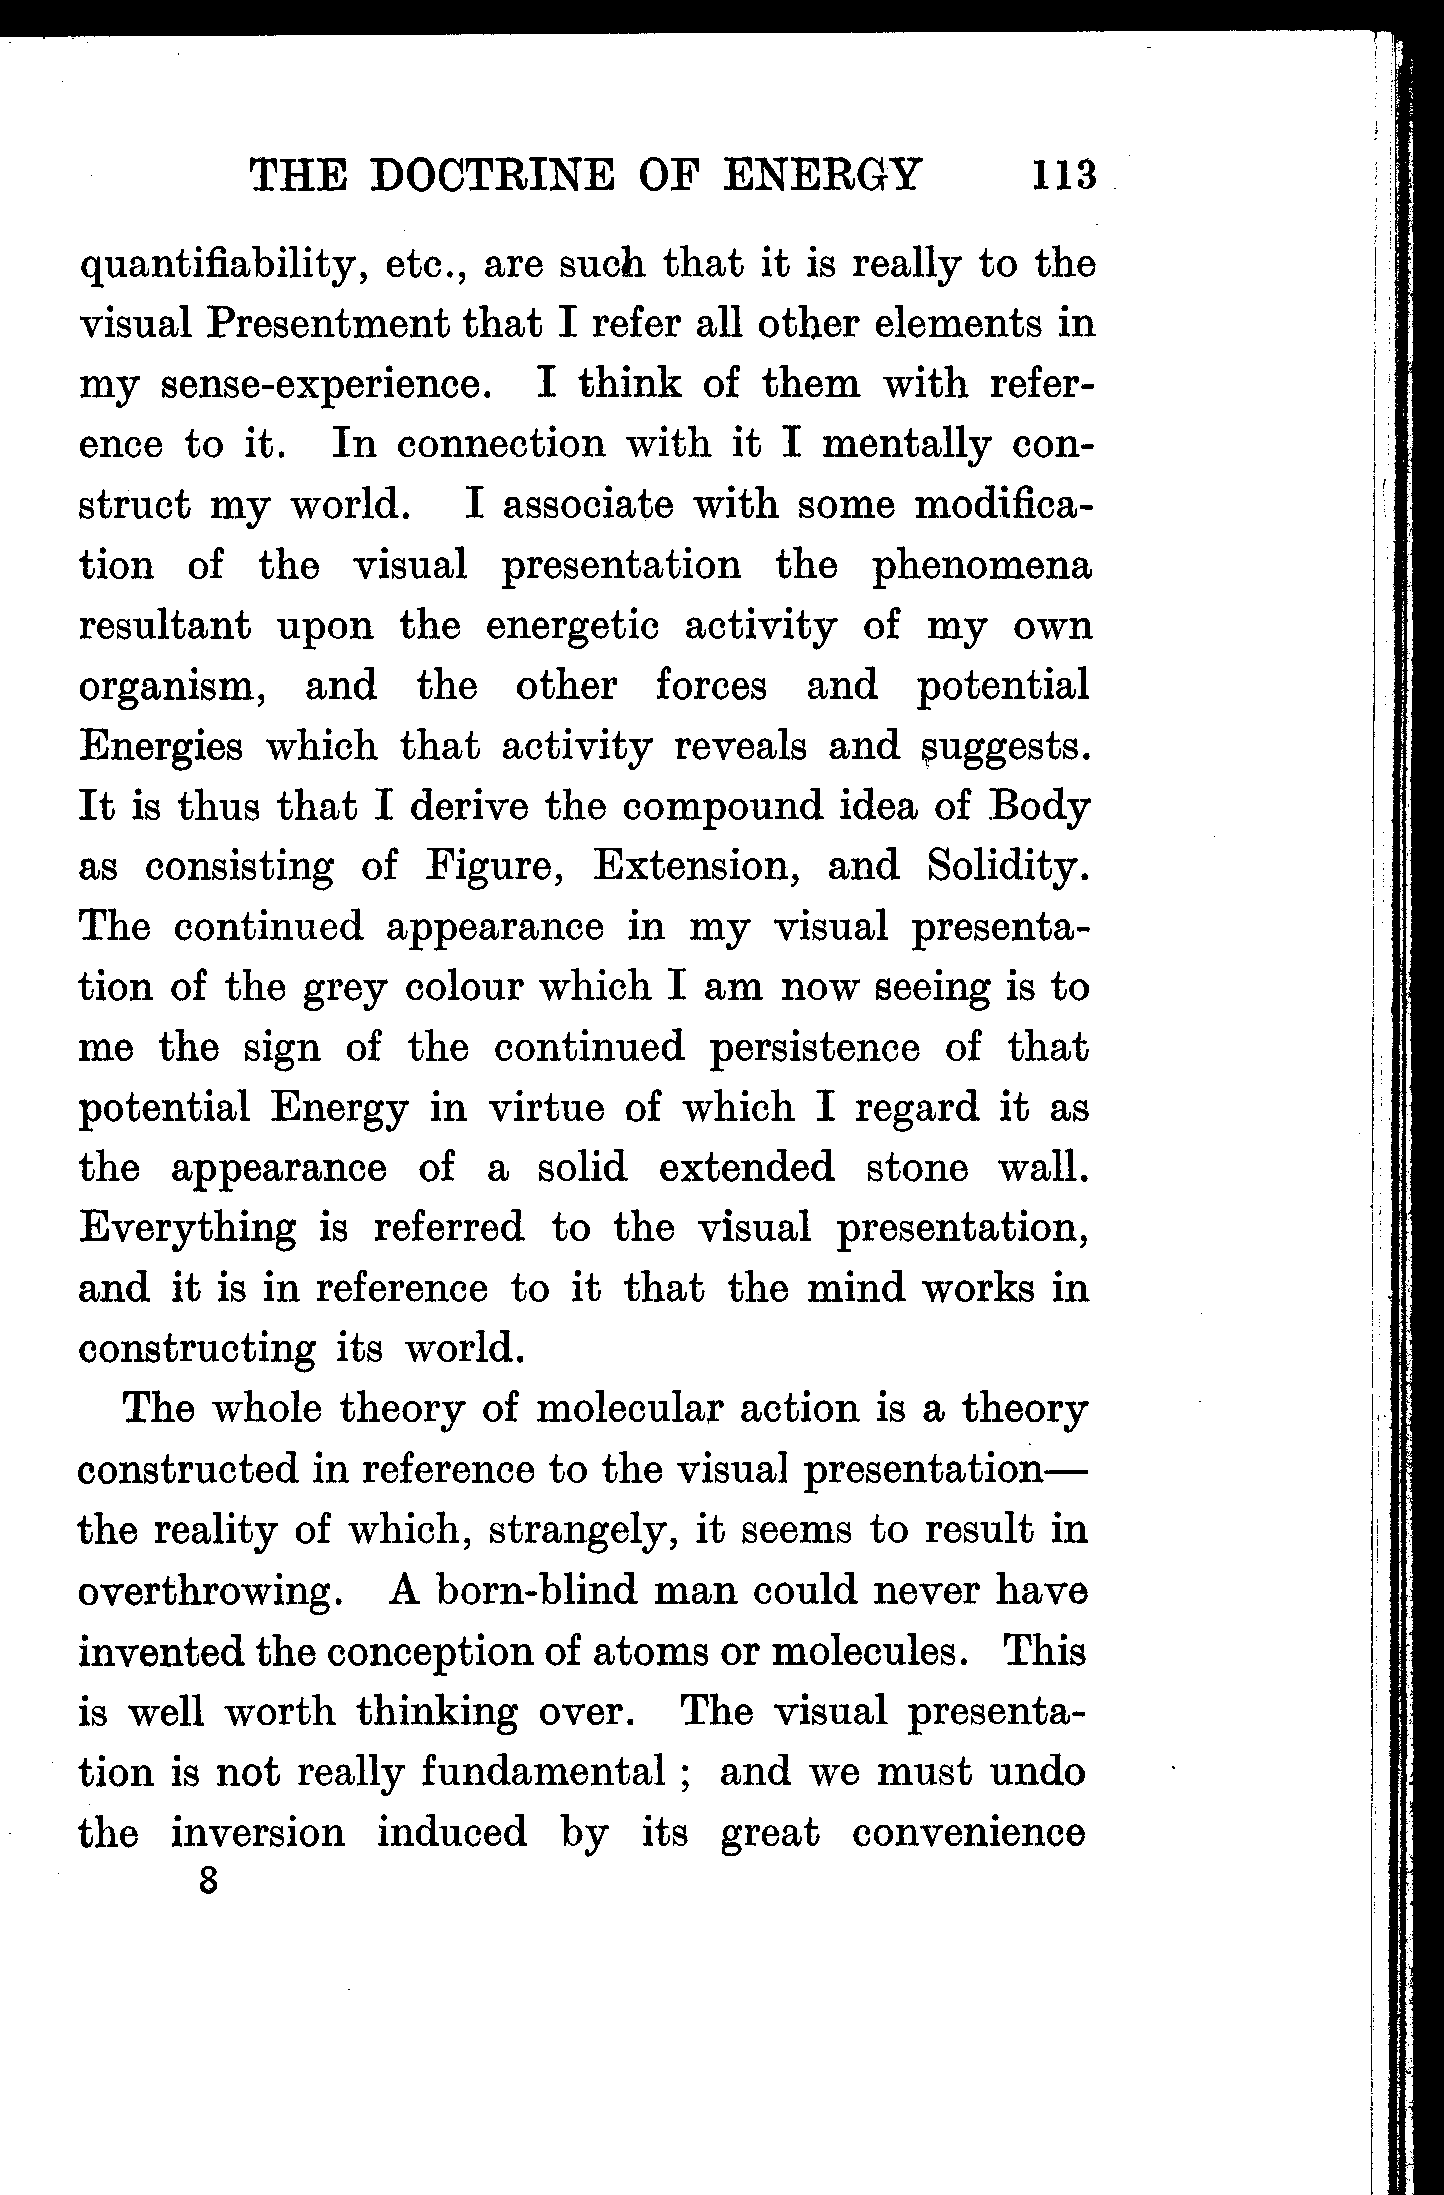 THE DOCTRINE OF ENERGY 113
quantifiability, etc., are such that it is really to the
visual Presentment that I refer all other elements in
my sense-experience. I think of them with refer-
ence to it. In connection with it I mentally con-
struct my world. I associate with some modifica-
tion of the visual presentation the phenomena
resultant upon the energetic activity of my own
organism, and the other forces and potential
Energies which that activity reveals and suggests.
It is thus that I derive the compound idea of Body
as consisting of Figure, Extension, and Solidity.
The continued appearance in my visual presenta-
tion of the grey colour which I am now seeing is to
me the sign of the continued persistence of that
potential Energy in virtue of which I regard it as
the appearance of a solid extended stone wall.
Everything is referred to the visual presentation,
and it is in reference to it that the mind works in
constructing its world.
The whole theory of molecular action is a theory
constructed in reference to the visual presentation—
the reality of which, strangely, it seems to result in
overthrowing. A born-blind man could never have
invented the conception of atoms or molecules. This
is well worth thinking over. The visual presenta-
tion is not really fundamental ; and we must undo
the inversion induced by its great convenience
8